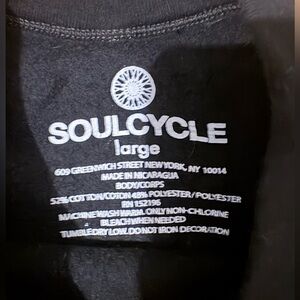 SOULCYCLE
large
609 GREENWICH STREET NEW YORK, NY 10014
MADE IN NICARAGUA
BODY/CORPS
52% COTTON/COTON 48% POLYESTER/POLYESTER
RN 152196
MACHINE WASH WARM. ONLY NON-CHLORINE
BLEACH WHEN NEEDED
TUMBLE DRY LOW. DO NOT IRON DECORATION